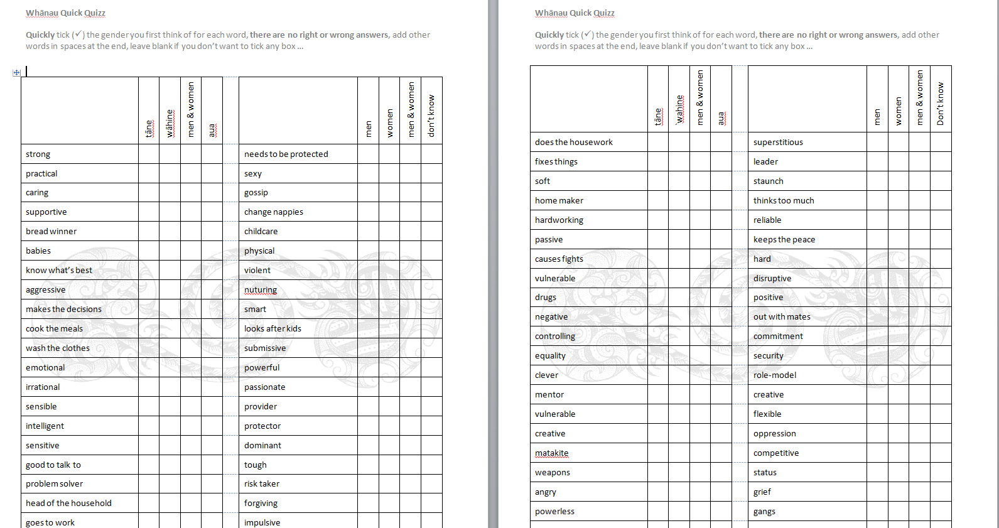 Whānau Quick Quizz
Quickly tick (✓) the gender you first think of for each word, there are no right or wrong answers, add other
words in spaces at the end, leave blank if you don't want to tick any box ...
tāne
wāhine
men & women
aua
men
women
men & women
don't know
strong
needs to be protected
practical
sexy
caring
gossip
supportive
change nappies
bread winner
childcare
babies
physical
know what's best
violent
aggressive
nuturing
makes the decisions
smart
cook the meals
looks after kids
wash the clothes
submissive
emotional
powerful
irrational
passionate
sensible
provider
intelligent
protector
sensitive
dominant
good to talk to
tough
problem solver
risk taker
head of the household
forgiving
goes to work
impulsive
Whānau Quick Quizz
Quickly tick (✓) the gender you first think of for each word, there are no right or wrong answers, add other
words in spaces at the end, leave blank if you don't want to tick any box ...
tāne
`wahine
men & women
aua
men
women
men & women
Don't know
does the housework
superstitious
fixes things
leader
soft
staunch
home maker
thinks too much
hardworking
reliable
passive
keeps the peace
causes fights
hard
vulnerable
disruptive
drugs
positive
negative
out with mates
controlling
commitment
equality
security
clever
role-model
mentor
creative
vulnerable
flexible
creative
oppression
matakite
competitive
weapons
status
angry
grief
powerless
gangs